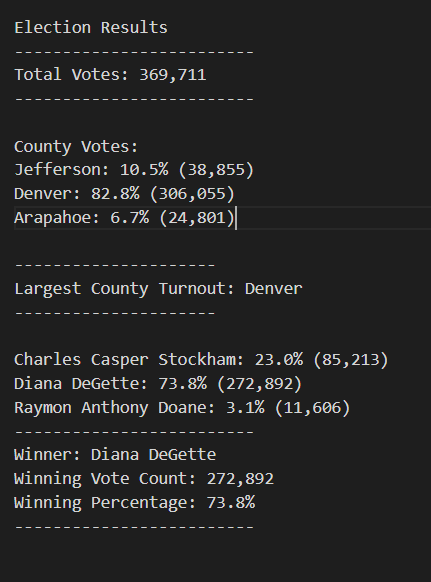 Election Results
-------------------------
Total Votes: 369,711
-------------------------
County Votes:
Jefferson: 10.5% (38,855)
Denver: 82.8% (306,055)
Arapahoe: 6.7% (24,801)
---------------------
Largest County Turnout: Denver
---------------------
Charles Casper Stockham: 23.0% (85,213)
Diana DeGette: 73.8% (272,892)
Raymon Anthony Doane: 3.1% (11,606)
-------------------------
Winner: Diana DeGette
Winning Vote Count: 272,892
Winning Percentage: 73.8%
-------------------------